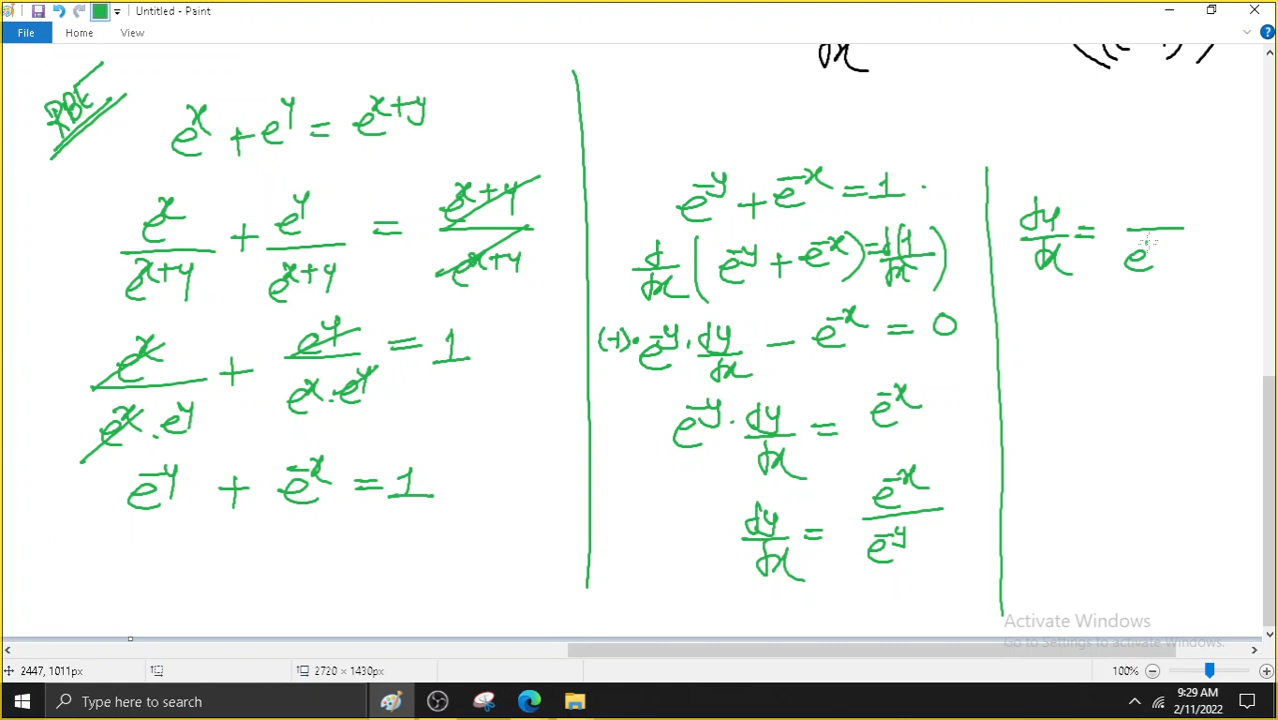 Untitled - Paint
File Home View
RBE
e^x + e^y = e^{x+y}
e^x/e^{x+y} + e^y/e^{x+y} = e^{x+y}/e^{x+y}
e^x/(e^x . e^y) + e^y/(e^x . e^y) = 1
e^{-y} + e^{-x} = 1
dx
e^{-y} + e^{-x} = 1 .
d/dx (e^{-y} + e^{-x}) = d(1)/dx
(-1) . e^{-y} . dy/dx - e^{-x} = 0
e^{-y} . dy/dx = e^{-x}
dy/dx = e^{-x}/e^{-y}
dy/dx = /e
Activate Windows
Go to Settings to activate Windows.
2447, 1011px
2720 × 1430px
100%
Type here to search
9:29 AM
2/11/2022